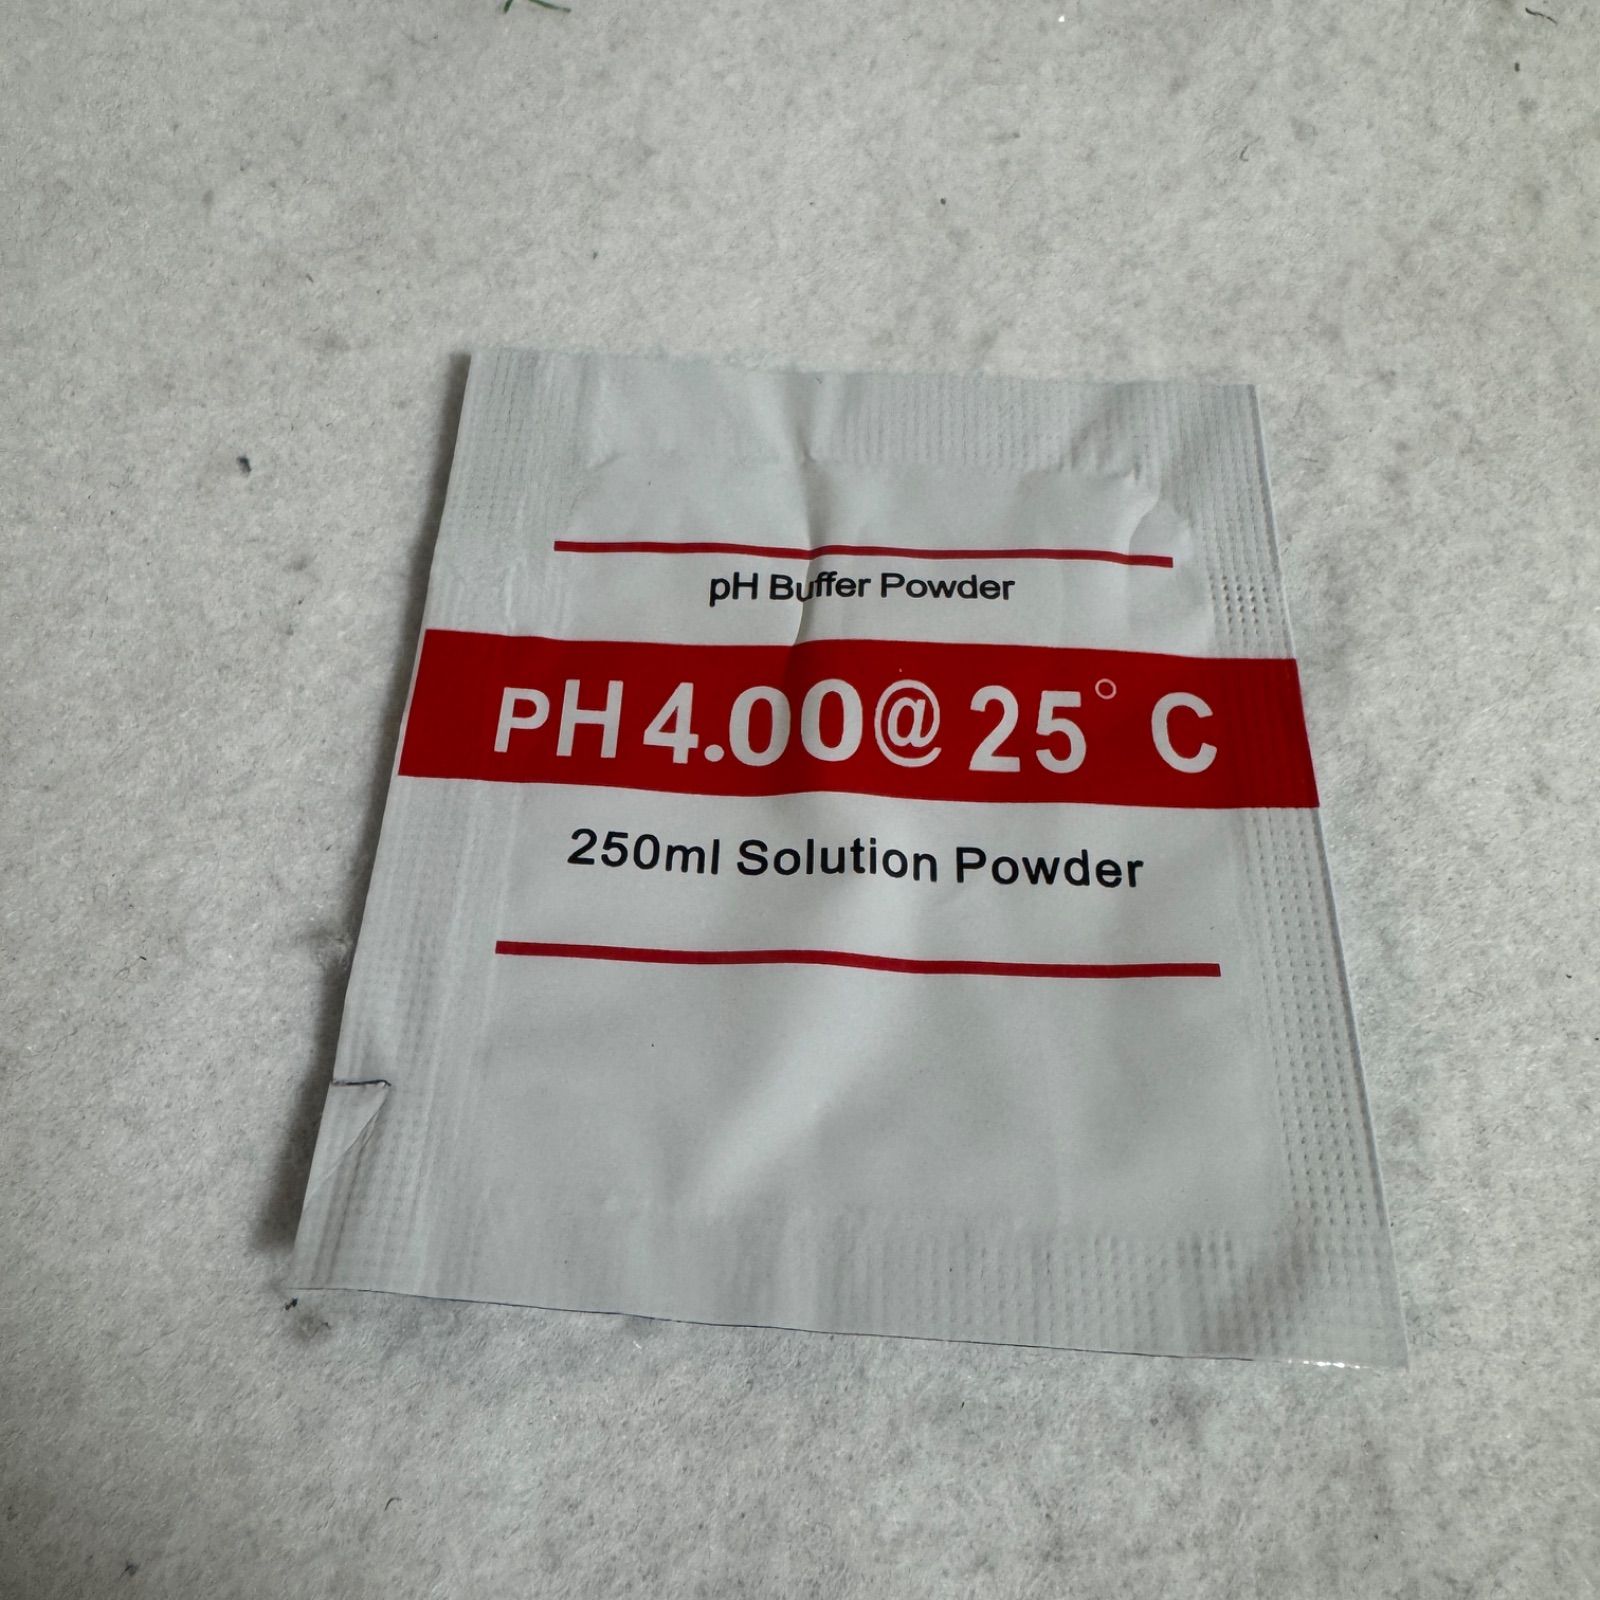 pH Buffer Powder
PH 4.00@ 25° C
250ml Solution Powder